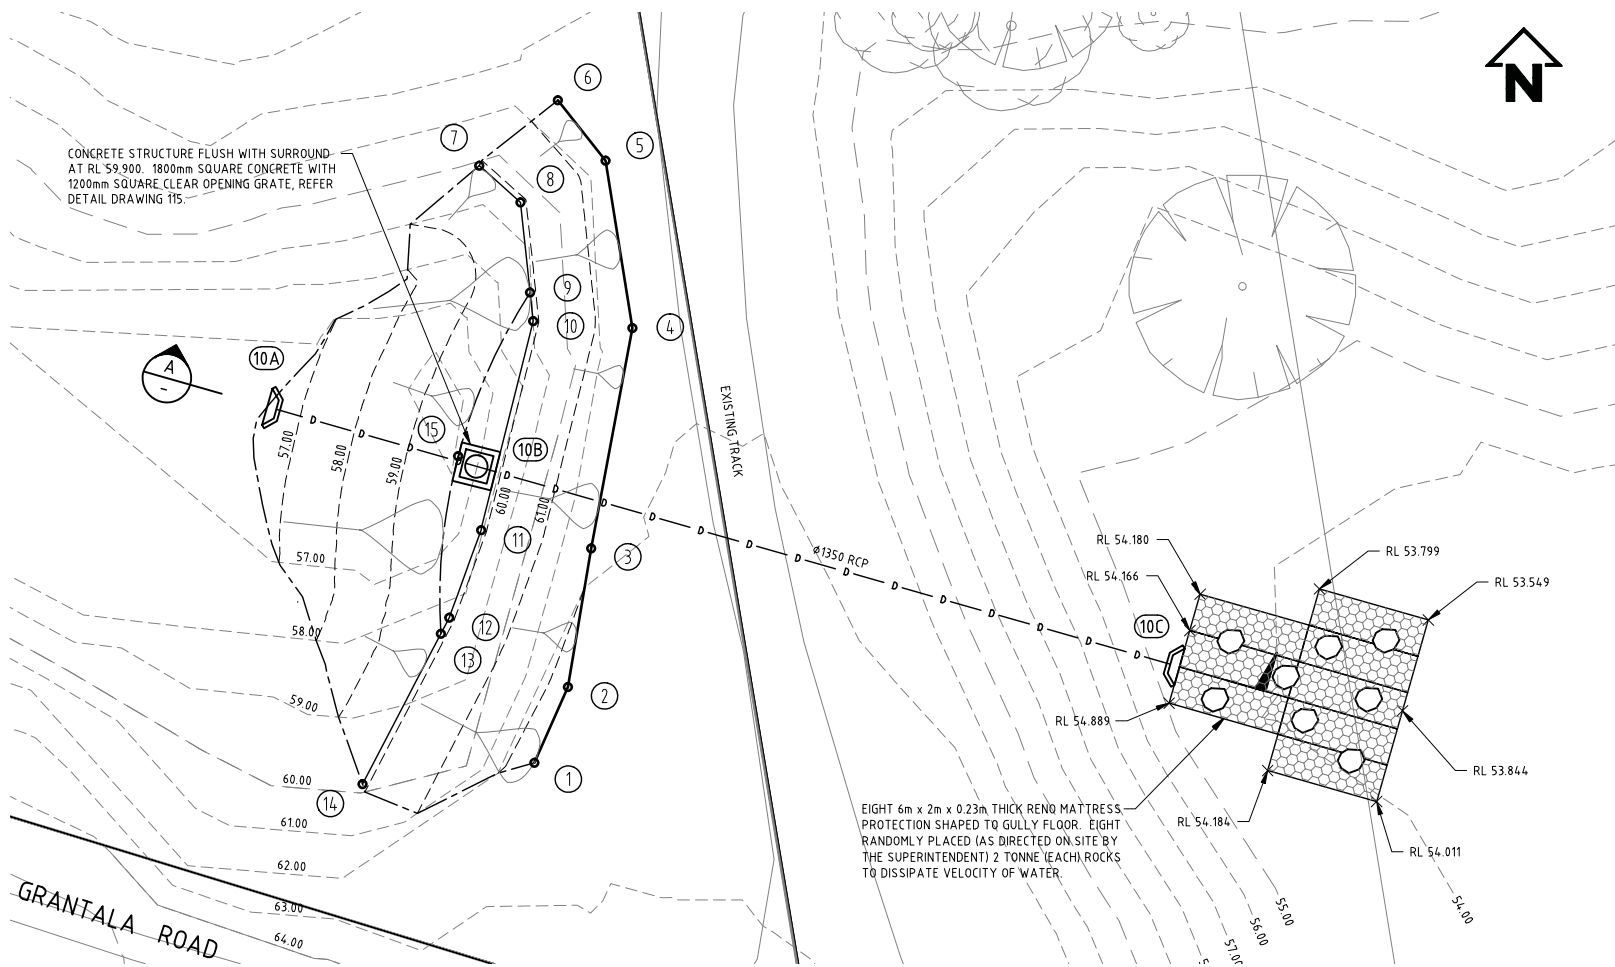 N
6
7
5
CONCRETE STRUCTURE FLUSH WITH SURROUND
AT RL 59.900. 1800mm SQUARE CONCRETE WITH
1200mm SQUARE CLEAR OPENING GRATE, REFER
DETAIL DRAWING 115.
8
9
10
4
A
-
10A
EXISTING TRACK
15
10B
57.00
58.00
59.00
60.00
61.00
11
3
Ø1350 RCP
57.00
58.00
12
13
59.00
2
60.00
14
1
61.00
62.00
63.00
64.00
GRANTALA ROAD
RL 54.180
RL 54.166
RL 53.799
RL 53.549
10C
RL 54.889
RL 53.844
RL 54.184
RL 54.011
EIGHT 6m x 2m x 0.23m THICK RENO MATTRESS
PROTECTION SHAPED TO GULLY FLOOR. EIGHT
RANDOMLY PLACED (AS DIRECTED ON SITE BY
THE SUPERINTENDENT) 2 TONNE (EACH) ROCKS
TO DISSIPATE VELOCITY OF WATER.
54.00
55.00
56.00
57.00